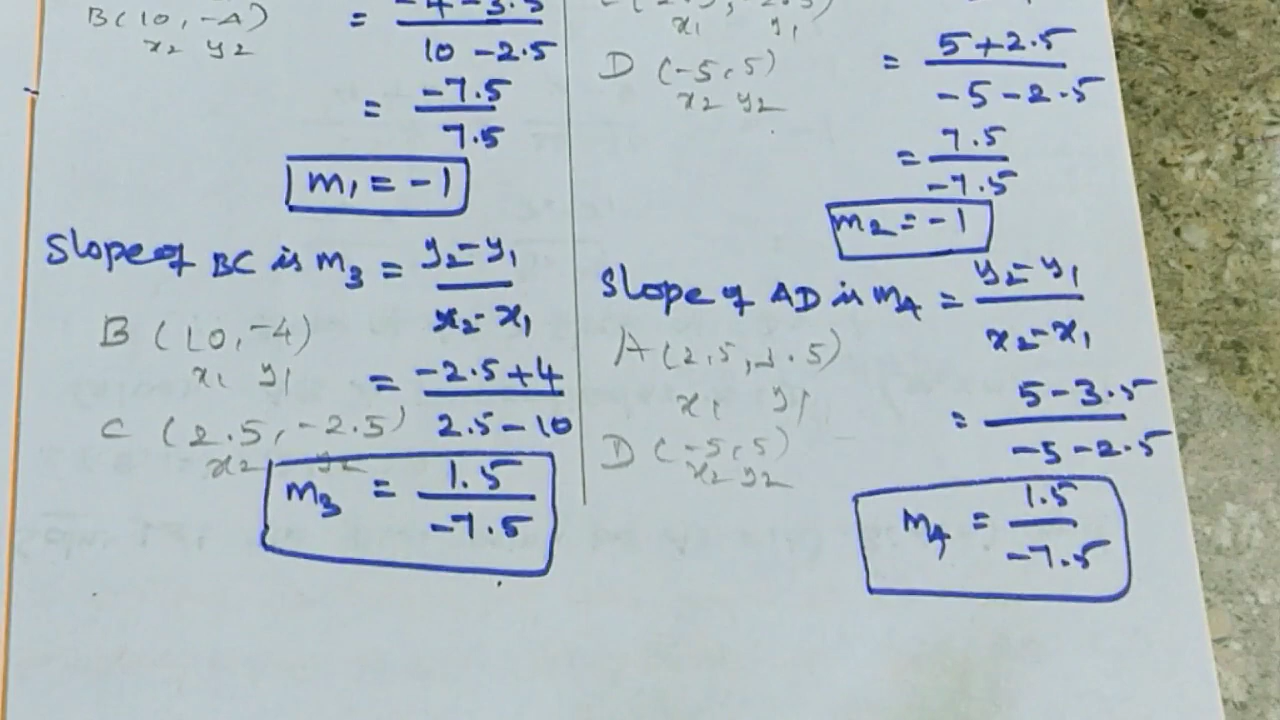 B(10, -4) = -4-3.5 / 10-2.5
x2 y2
= -7.5 / 7.5
m1 = -1
Slope of BC is m3 = y2-y1 / x2-x1
B (10, -4)
x1 y1
= -2.5+4 / 2.5-10
C (2.5, -2.5)
x2 y2
m3 = 1.5 / -7.5
x1 y1
D (-5, 5)
x2 y2
= 5+2.5 / -5-2.5
= 7.5 / -7.5
m2 = -1
Slope of AD is m4 = y2-y1 / x2-x1
A (2.5, 3.5)
x1 y1
= 5-3.5 / -5-2.5
D (-5, 5)
x2 y2
m4 = 1.5 / -7.5